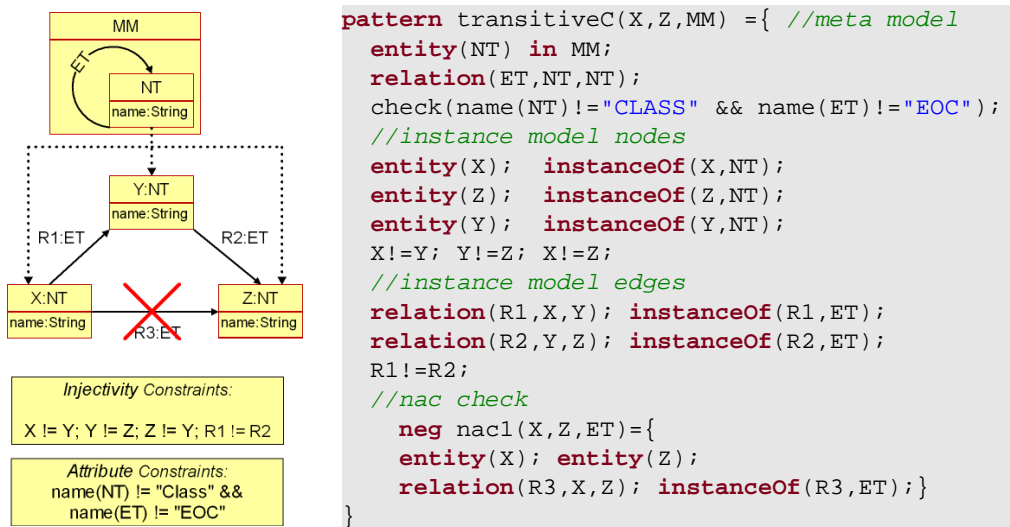 MM
ET
NT
name:String
Y:NT
name:String
R1:ET
R2:ET
X:NT
name:String
R3:ET
Z:NT
name:String
Injectivity Constraints:
X != Y; Y != Z; Z != Y; R1 != R2
Attribute Constraints:
name(NT) != "Class" &&
name(ET) != "EOC"
pattern transitiveC(X,Z,MM) ={ //meta model
entity(NT) in MM;
relation(ET,NT,NT);
check(name(NT)!="CLASS" && name(ET)!="EOC");
//instance model nodes
entity(X); instanceOf(X,NT);
entity(Z); instanceOf(Z,NT);
entity(Y); instanceOf(Y,NT);
X!=Y; Y!=Z; X!=Z;
//instance model edges
relation(R1,X,Y); instanceOf(R1,ET);
relation(R2,Y,Z); instanceOf(R2,ET);
R1!=R2;
//nac check
neg nac1(X,Z,ET)={
entity(X); entity(Z);
relation(R3,X,Z); instanceOf(R3,ET);}
}